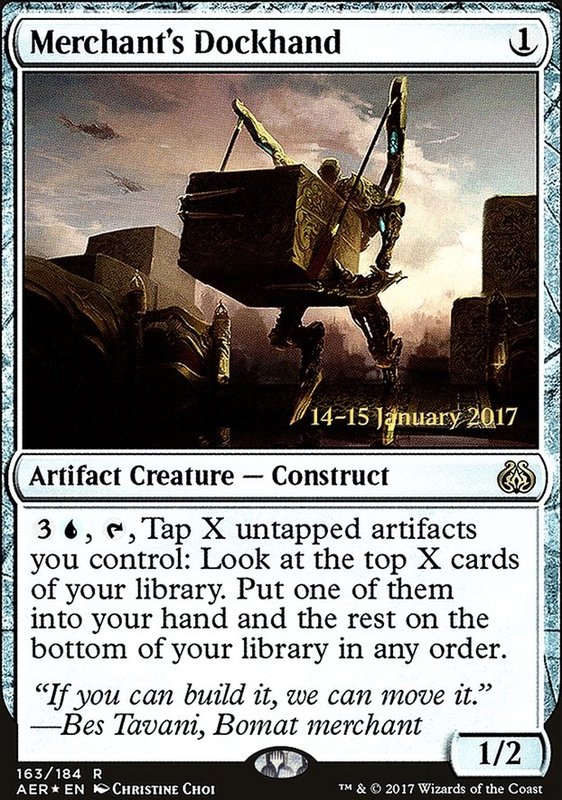 Merchant's Dockhand 1
14–15 January 2017
Artifact Creature — Construct
3 , , Tap X untapped artifacts
you control: Look at the top X cards
of your library. Put one of them
into your hand and the rest on the
bottom of your library in any order.
“If you can build it, we can move it.”
—Bes Tavani, Bomat merchant
1/2
163/184 R
AER★EN Christine Choi
™ & © 2017 Wizards of the Coast